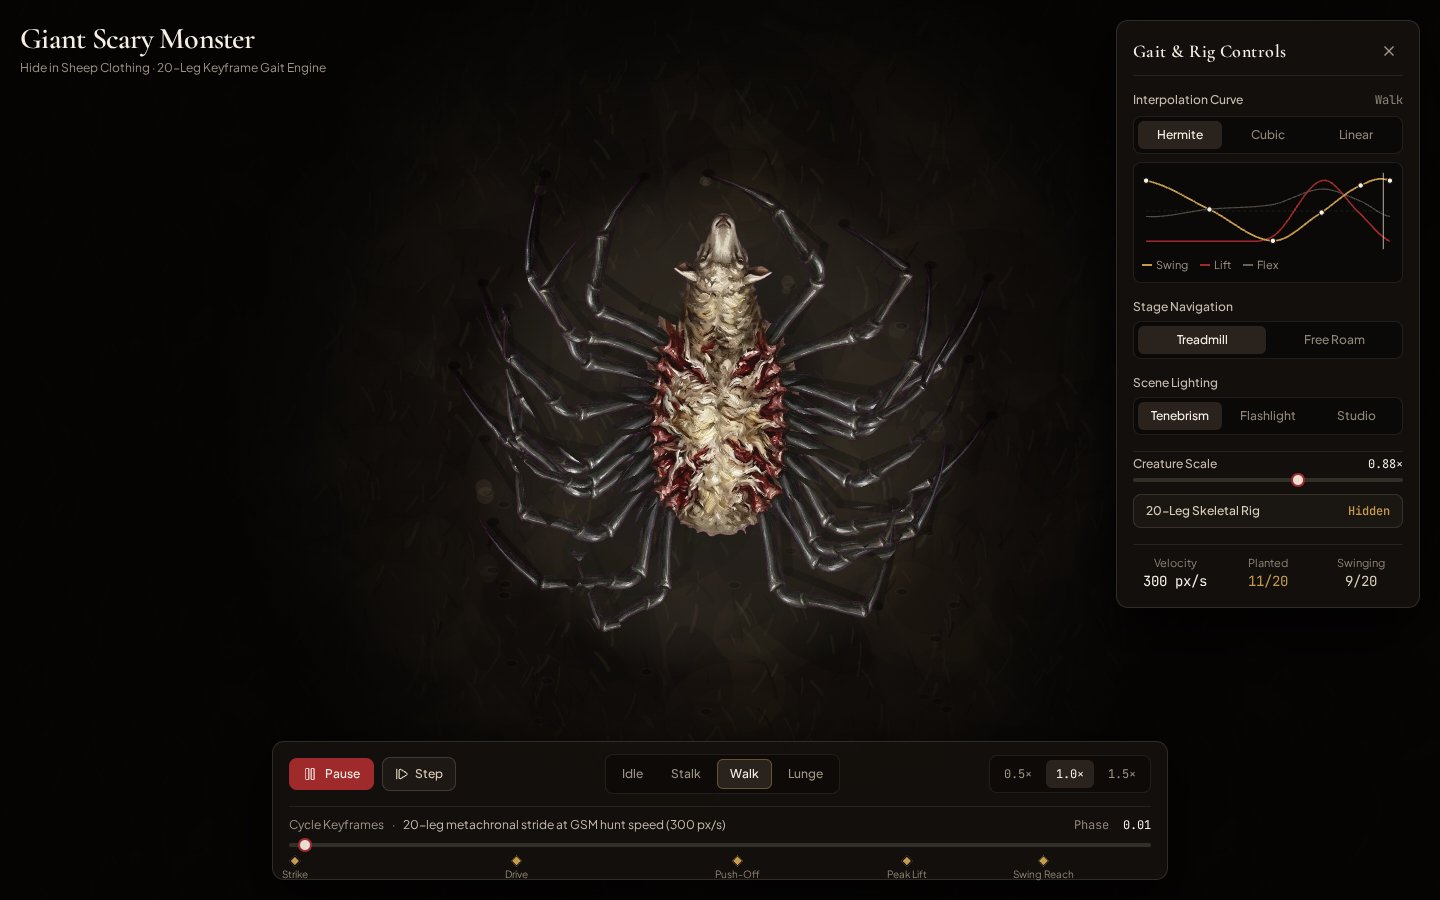 Giant Scary Monster
Hide in Sheep Clothing · 20-Leg Keyframe Gait Engine
Gait & Rig Controls
Interpolation Curve Walk
Hermite Cubic Linear
Swing Lift Flex
Stage Navigation
Treadmill Free Roam
Scene Lighting
Tenebrism Flashlight Studio
Creature Scale 0.88×
20-Leg Skeletal Rig Hidden
Velocity Planted Swinging
300 px/s 11/20 9/20
Pause Step Idle Stalk Walk Lunge 0.5× 1.0× 1.5×
Cycle Keyframes · 20-leg metachronal stride at GSM hunt speed (300 px/s) Phase 0.01
Strike Drive Push-Off Peak Lift Swing Reach